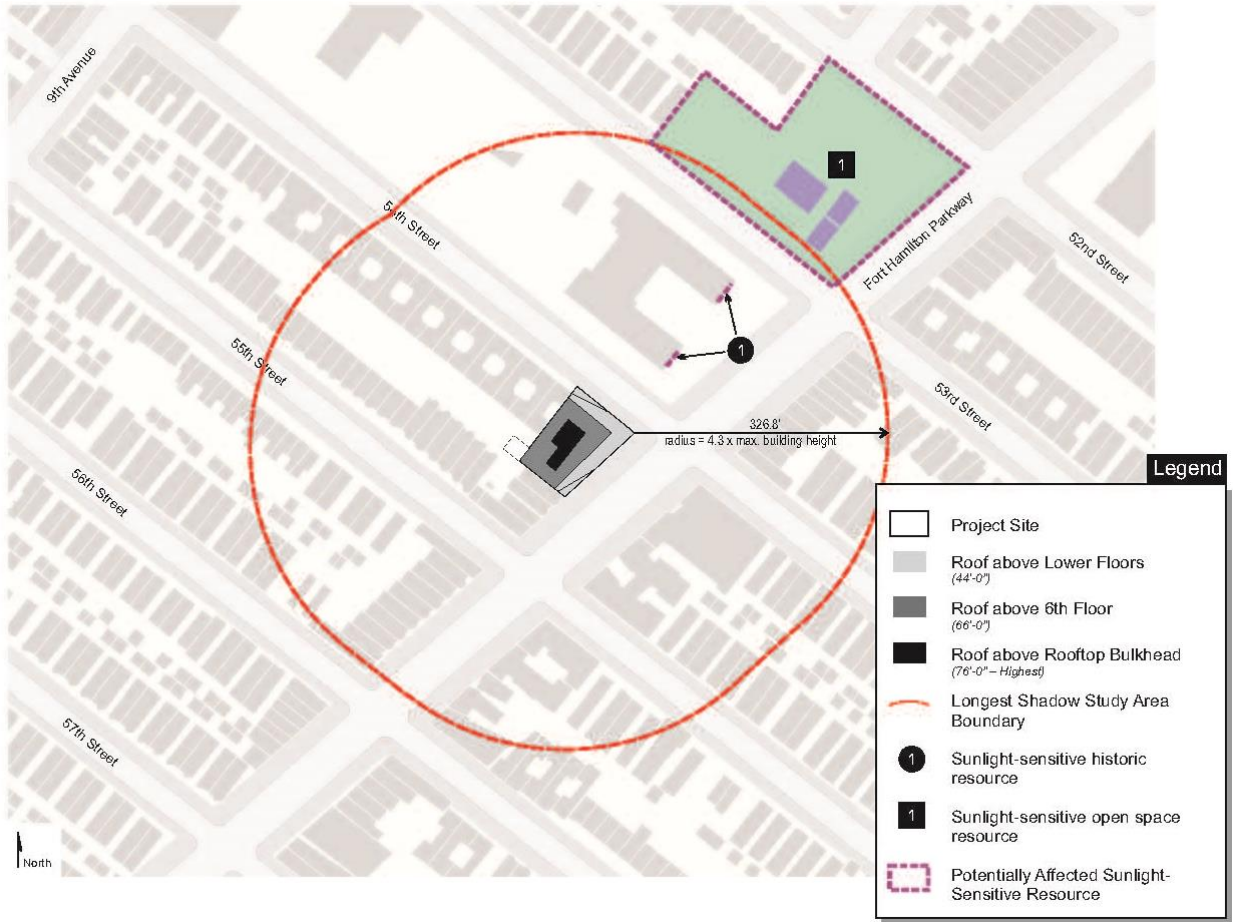 9th Avenue
1
54th Street
Fort Hamilton Parkway
52nd Street
1
55th Street
53rd Street
326.8'
radius = 4.3 x max. building height
56th Street
57th Street
North
Legend
Project Site
Roof above Lower Floors
(44'-0")
Roof above 6th Floor
(66'-0")
Roof above Rooftop Bulkhead
(76'-0" – Highest)
Longest Shadow Study Area
Boundary
1
Sunlight-sensitive historic
resource
1
Sunlight-sensitive open space
resource
Potentially Affected Sunlight-
Sensitive Resource